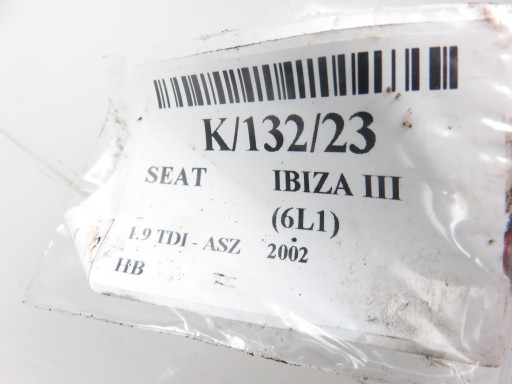 K/132/23
SEAT IBIZA III
(6L1)
1.9 TDI - ASZ 2002
HB